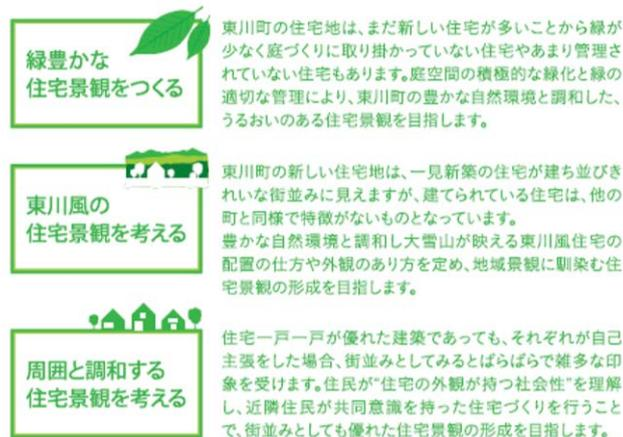 緑豊かな
住宅景観をつくる
東川町の住宅地は、まだ新しい住宅が多いことから緑が
少なく庭づくりに取り掛かっていない住宅やあまり管理さ
れていない住宅もあります。庭空間の積極的な緑化と緑の
適切な管理により、東川町の豊かな自然環境と調和した、
うるおいのある住宅景観を目指します。
東川風の
住宅景観を考える
東川町の新しい住宅地は、一見新築の住宅が建ち並びき
れいな街並みに見えますが、建てられている住宅は、他の
町と同様で特徴がないものとなっています。
豊かな自然環境と調和し大雪山が映える東川風住宅の
配置の仕方や外観のあり方を定め、地域景観に馴染む住
宅景観の形成を目指します。
周囲と調和する
住宅景観を考える
住宅一戸一戸が優れた建築であっても、それぞれが自己
主張をした場合、街並みとしてみるとばらばらで雑多な印
象を受けます。住民が“住宅の外観が持つ社会性”を理解
し、近隣住民が共同意識を持った住宅づくりを行うこと
で、街並みとしても優れた住宅景観の形成を目指します。